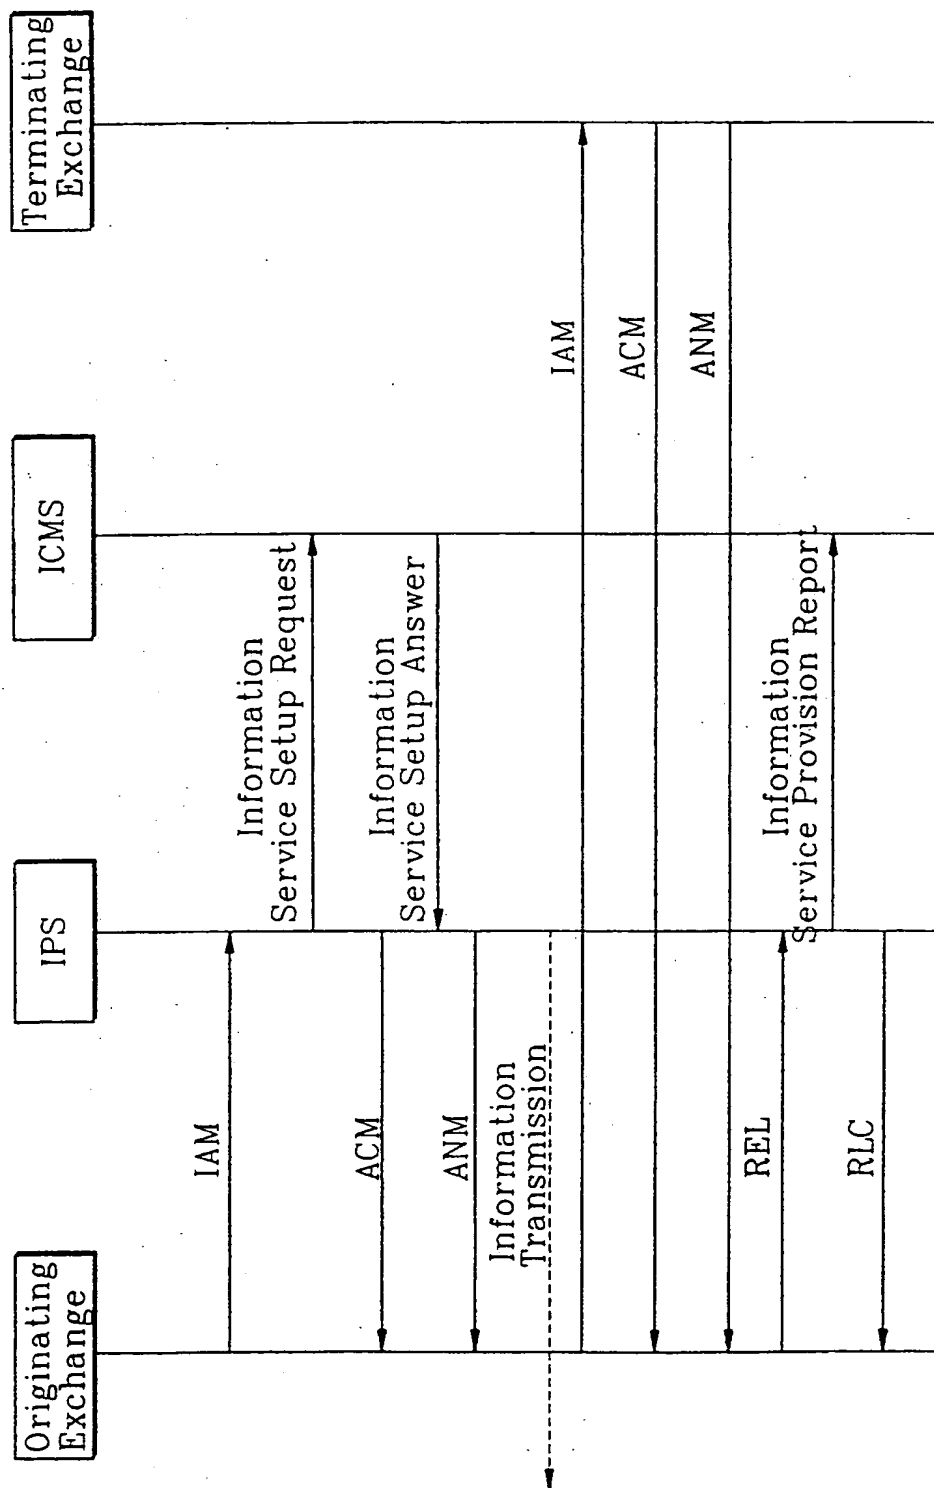 Originating
Exchange
IPS
ICMS
Terminating
Exchange
IAM
Information
Service Setup Request
ACM
Information
Service Setup Answer
ANM
Information
Transmission
IAM
ACM
ANM
REL
Information
Service Provision Report
RLC